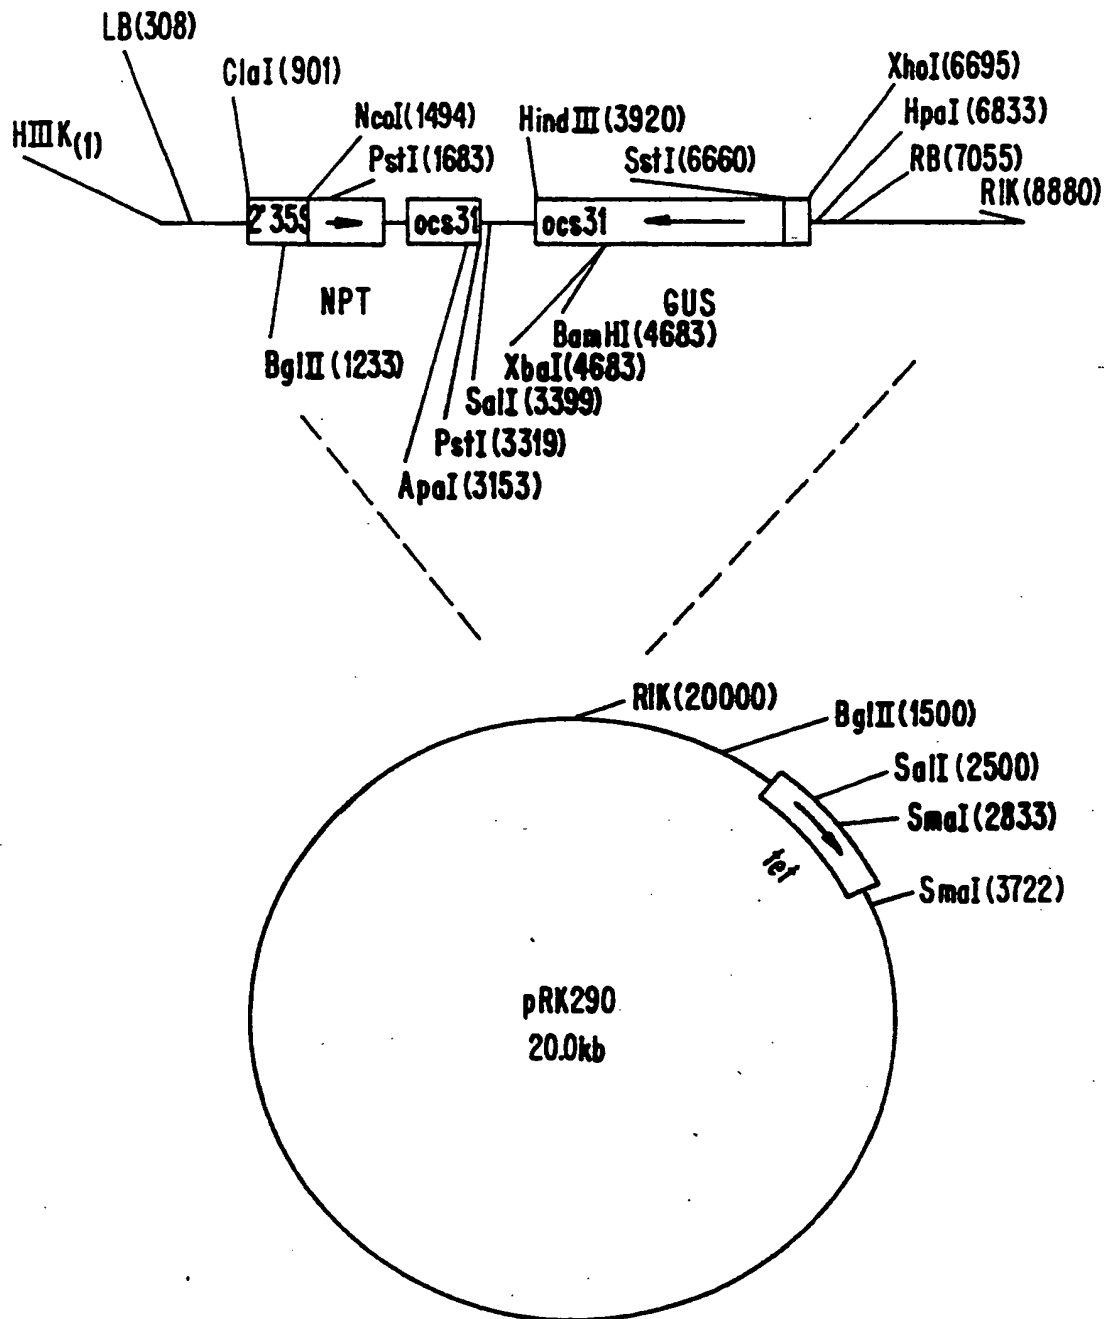 LB(308)
ClaI(901)
XhoI(6695)
NcoI(1494)
HindIII(3920)
HpaI(6833)
HIIIK(1)
PstI(1683)
SstI(6660)
RB(7055)
RIK(8880)
2'35S
ocs31
ocs31
NPT
GUS
BglII(1233)
BamHI(4683)
XbaI(4683)
SalI(3399)
PstI(3319)
ApaI(3153)
RIK(20000)
BglII(1500)
SalI(2500)
SmaI(2833)
tet
SmaI(3722)
pRK290
20.0kb